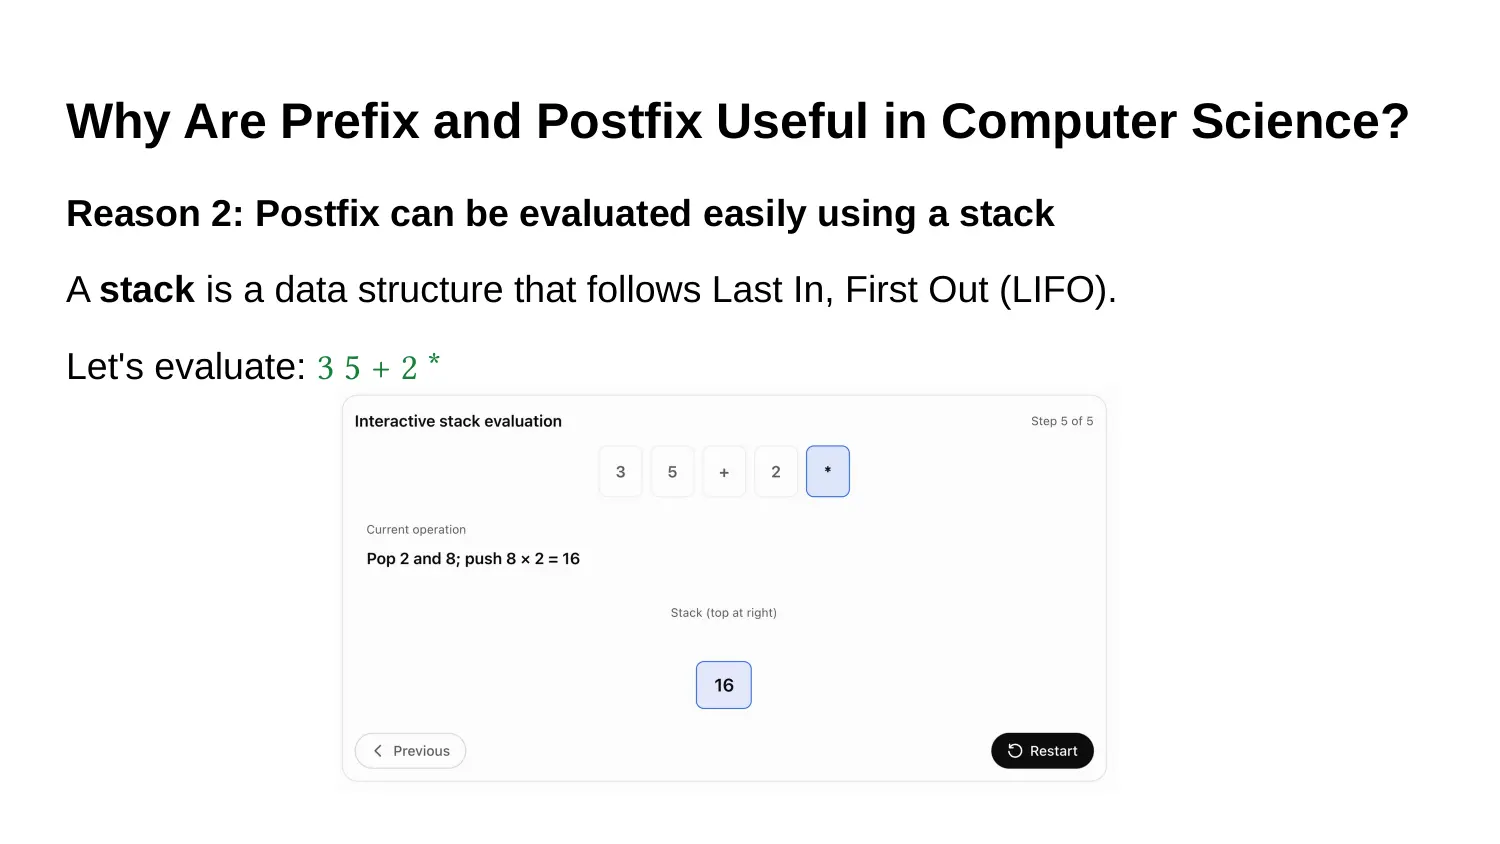 Why Are Prefix and Postfix Useful in Computer Science?
Reason 2: Postfix can be evaluated easily using a stack
A stack is a data structure that follows Last In, First Out (LIFO).
Let's evaluate: 3 5 + 2 *
Interactive stack evaluation
Step 5 of 5
3 5 + 2 *
Current operation
Pop 2 and 8; push 8 × 2 = 16
Stack (top at right)
16
Previous
Restart